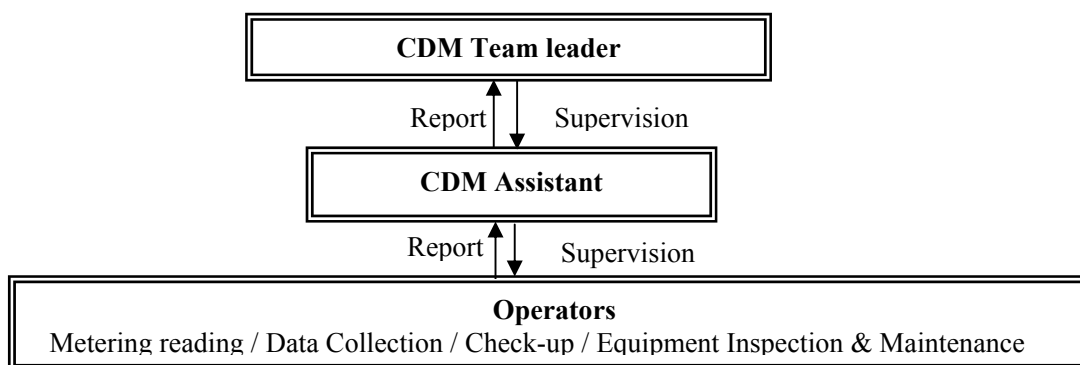 CDM Team leader
Report Supervision
CDM Assistant
Report Supervision
Operators
Metering reading / Data Collection / Check-up / Equipment Inspection & Maintenance